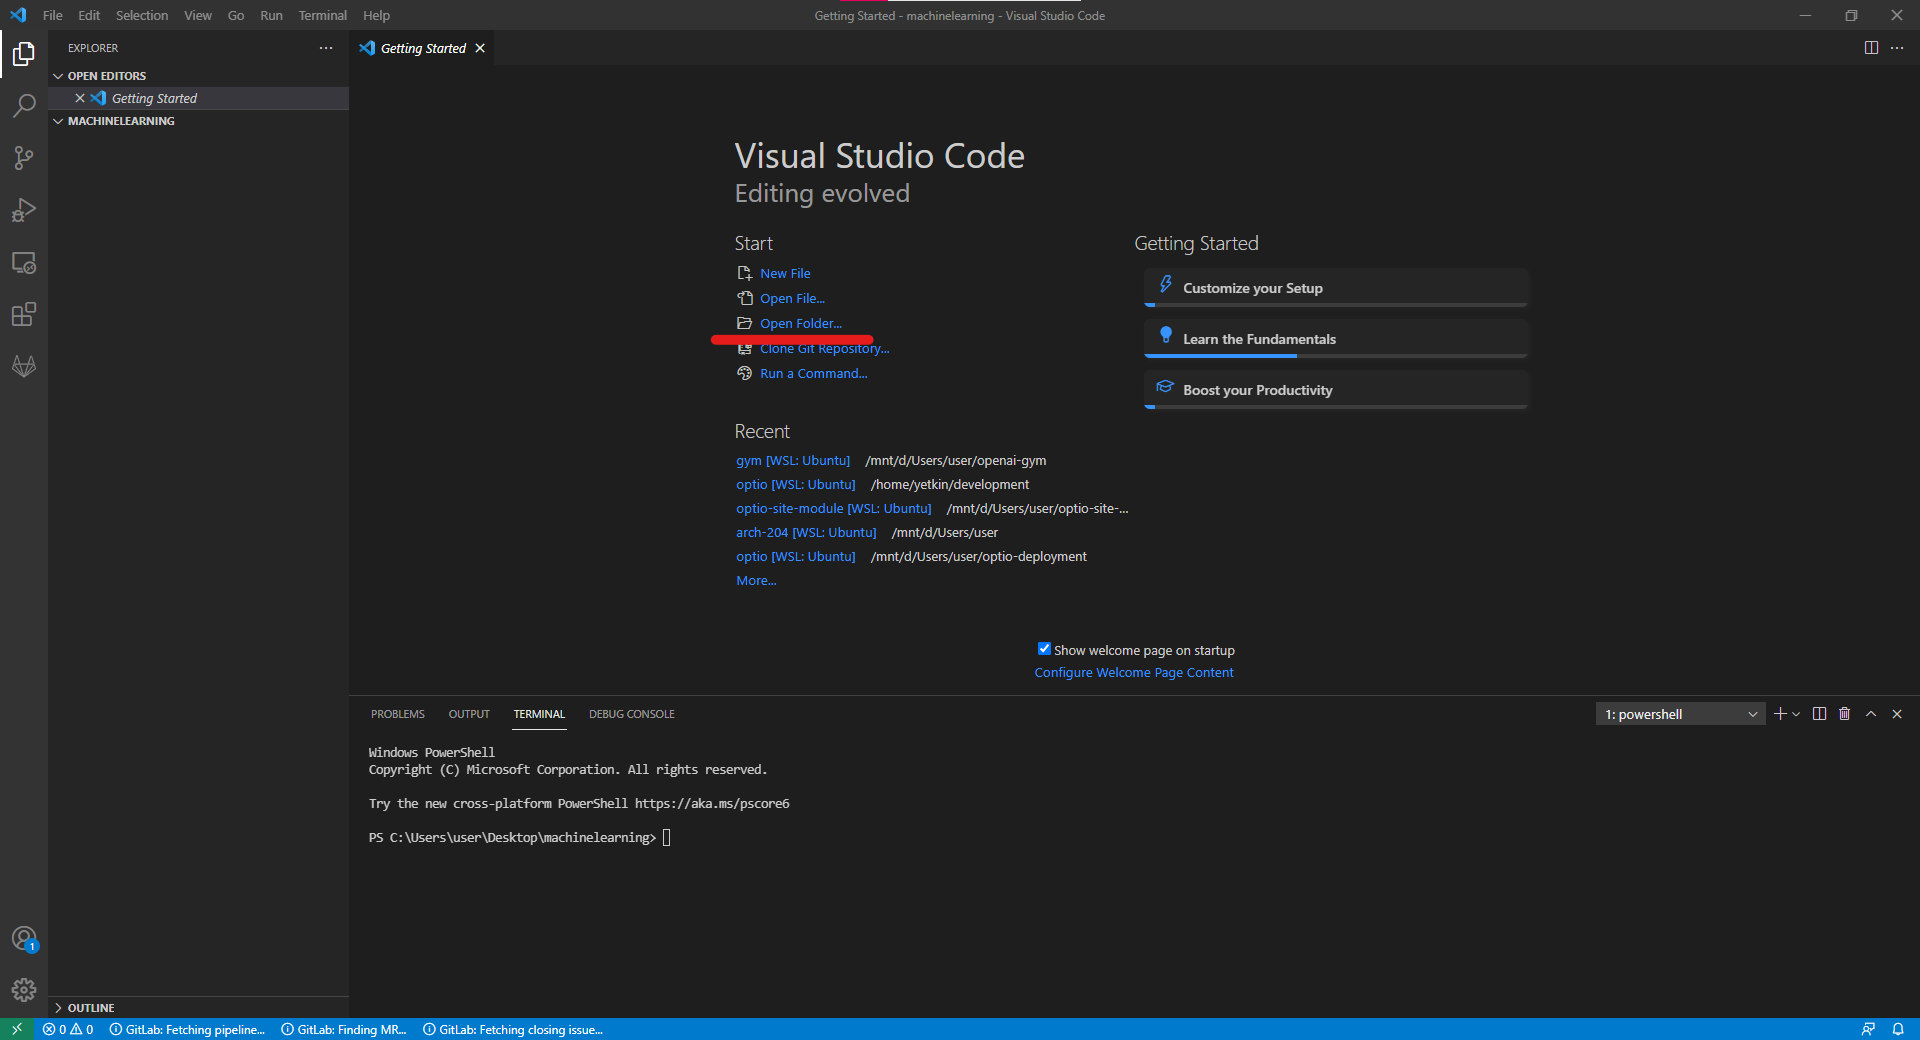 File Edit Selection View Go Run Terminal Help
Getting Started - machinelearning - Visual Studio Code
EXPLORER
OPEN EDITORS
Getting Started
MACHINELEARNING
Getting Started
Visual Studio Code
Editing evolved
Start
New File
Open File...
Open Folder...
Clone Git Repository...
Run a Command...
Recent
gym [WSL: Ubuntu] /mnt/d/Users/user/openai-gym
optio [WSL: Ubuntu] /home/yetkin/development
optio-site-module [WSL: Ubuntu] /mnt/d/Users/user/optio-site-...
arch-204 [WSL: Ubuntu] /mnt/d/Users/user
optio [WSL: Ubuntu] /mnt/d/Users/user/optio-deployment
More...
Getting Started
Customize your Setup
Learn the Fundamentals
Boost your Productivity
Show welcome page on startup
Configure Welcome Page Content
PROBLEMS OUTPUT TERMINAL DEBUG CONSOLE
1: powershell
Windows PowerShell
Copyright (C) Microsoft Corporation. All rights reserved.
Try the new cross-platform PowerShell https://aka.ms/pscore6
PS C:\Users\user\Desktop\machinelearning>
1
OUTLINE
0 0 GitLab: Fetching pipeline... GitLab: Finding MR... GitLab: Fetching closing issue...